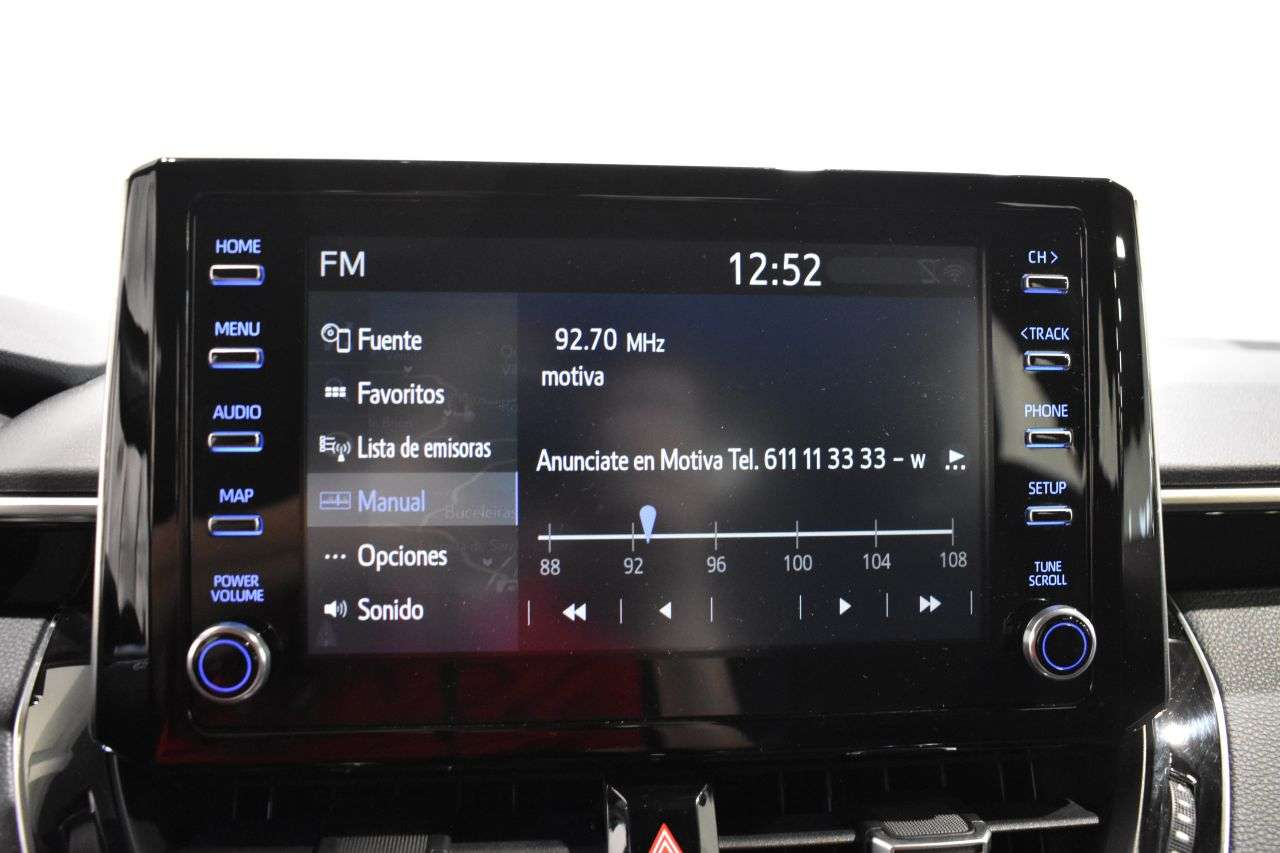 HOME
MENU
AUDIO
MAP
POWER
VOLUME
FM
12:52
Fuente
Favoritos
Lista de emisoras
Manual
Opciones
Sonido
92.70 MHz
motiva
Anunciate en Motiva Tel. 611 11 33 33 - w
88 92 96 100 104 108
Buceleiras
CH >
<TRACK
PHONE
SETUP
TUNE
SCROLL